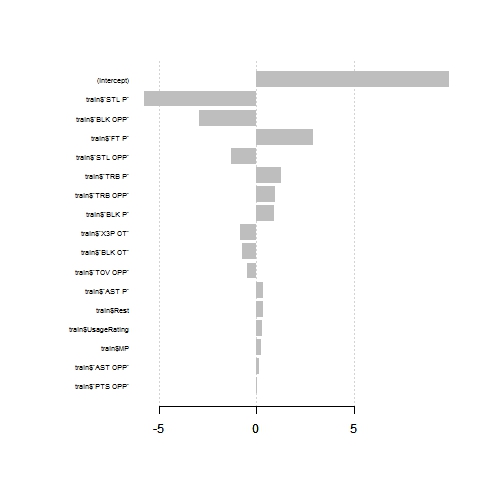 (Intercept)
train$`STL P`
train$`BLK OPP`
train$`FT P`
train$`STL OPP`
train$`TRB P`
train$`TRB OPP`
train$`BLK P`
train$`X3P OT`
train$`BLK OT`
train$`TOV OPP`
train$`AST P`
train$Rest
train$UsageRating
train$MP
train$`AST OPP`
train$`PTS OPP`
-5 0 5